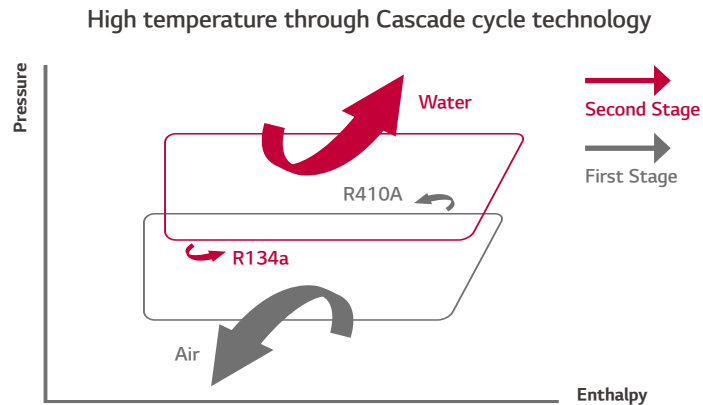 High temperature through Cascade cycle technology
Pressure
Water
Second Stage
First Stage
R410A
R134a
Air
Enthalpy